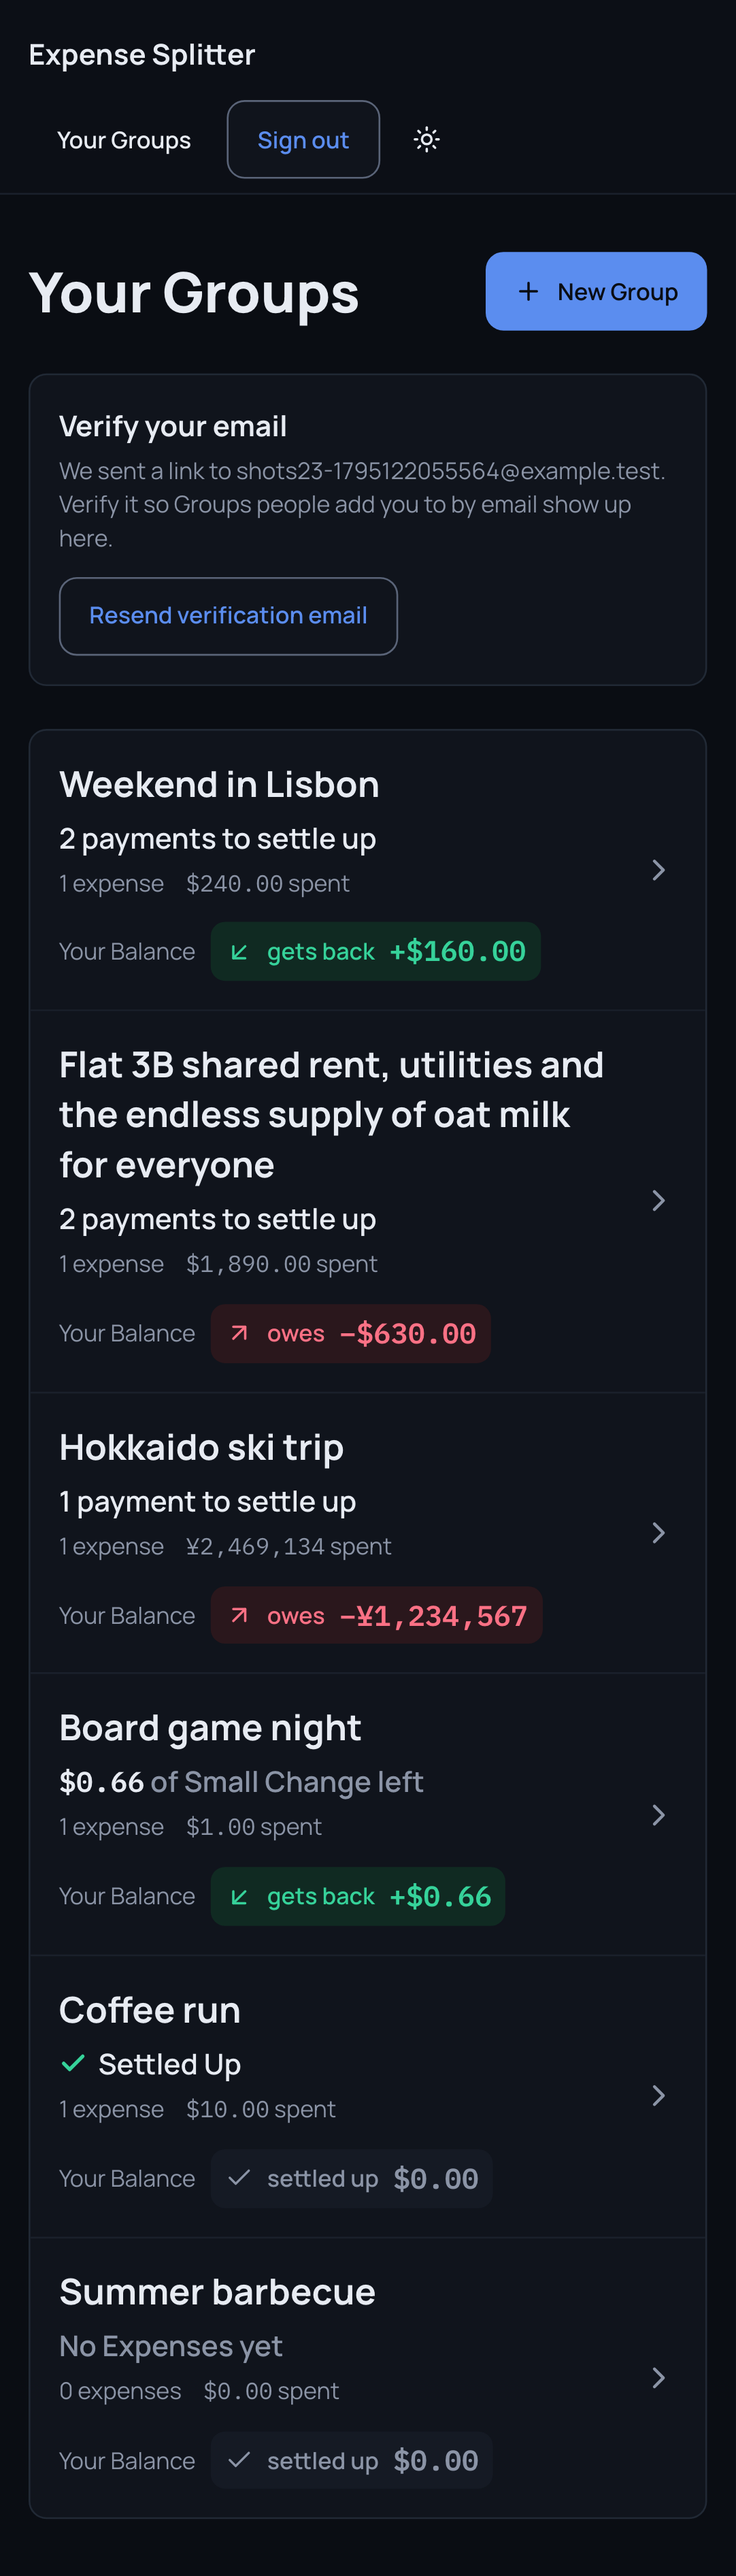 Expense Splitter
Your Groups Sign out
Your Groups
New Group
Verify your email
We sent a link to shots23-1795122055564@example.test.
Verify it so Groups people add you to by email show up
here.
Resend verification email
Weekend in Lisbon
2 payments to settle up
1 expense $240.00 spent
Your Balance gets back +$160.00
Flat 3B shared rent, utilities and
the endless supply of oat milk
for everyone
2 payments to settle up
1 expense $1,890.00 spent
Your Balance owes −$630.00
Hokkaido ski trip
1 payment to settle up
1 expense ¥2,469,134 spent
Your Balance owes −¥1,234,567
Board game night
$0.66 of Small Change left
1 expense $1.00 spent
Your Balance gets back +$0.66
Coffee run
Settled Up
1 expense $10.00 spent
Your Balance settled up $0.00
Summer barbecue
No Expenses yet
0 expenses $0.00 spent
Your Balance settled up $0.00